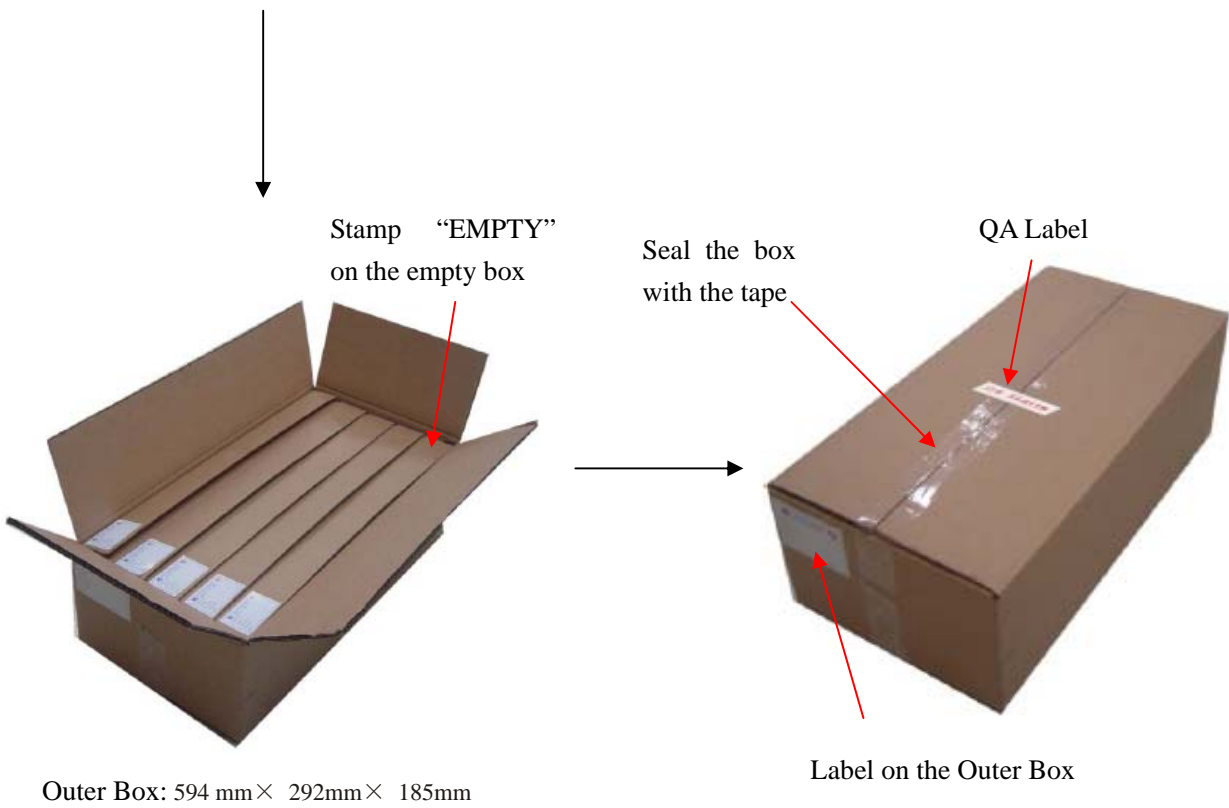 Stamp “EMPTY”
on the empty box
Seal the box
with the tape
QA Label
Label on the Outer Box
Outer Box: 594 mm× 292mm× 185mm